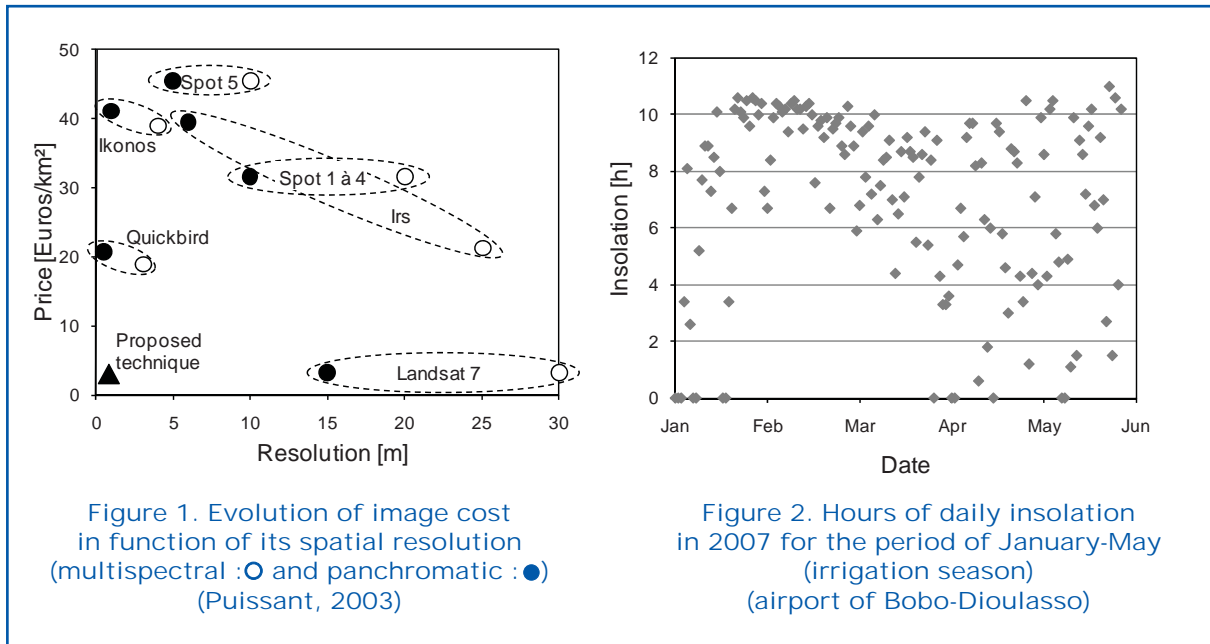 50
40
30
20
10
0
Price [Euros/km²]
Spot 5
Ikonos
Spot 1 à 4
Irs
Quickbird
Proposed
technique
Landsat 7
0 5 10 15 20 25 30
Resolution [m]
Figure 1. Evolution of image cost
in function of its spatial resolution
(multispectral : and panchromatic : )
(Puissant, 2003)
12
10
8
6
4
2
0
Insolation [h]
Jan Feb Mar Apr May Jun
Date
Figure 2. Hours of daily insolation
in 2007 for the period of January-May
(irrigation season)
(airport of Bobo-Dioulasso)